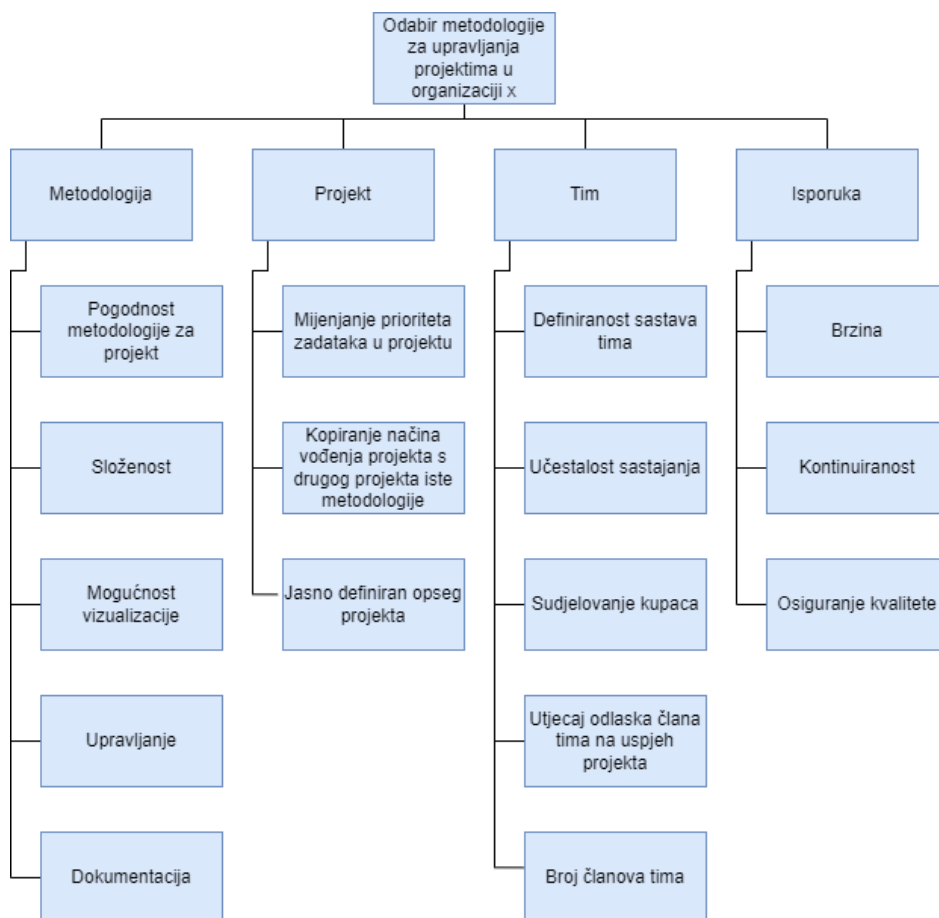 Odabir metodologije
za upravljanja
projektima u
organizaciji x
Metodologija
Projekt
Tim
Isporuka
Pogodnost
metodologije za
projekt
Mijenjanje prioriteta
zadataka u projektu
Definiranost sastava
tima
Brzina
Složenost
Kopiranje načina
vođenja projekta s
drugog projekta iste
metodologije
Učestalost sastajanja
Kontinuiranost
Mogućnost
vizualizacije
Jasno definiran opseg
projekta
Sudjelovanje kupaca
Osiguranje kvalitete
Upravljanje
Utjecaj odlaska člana
tima na uspjeh
projekta
Dokumentacija
Broj članova tima